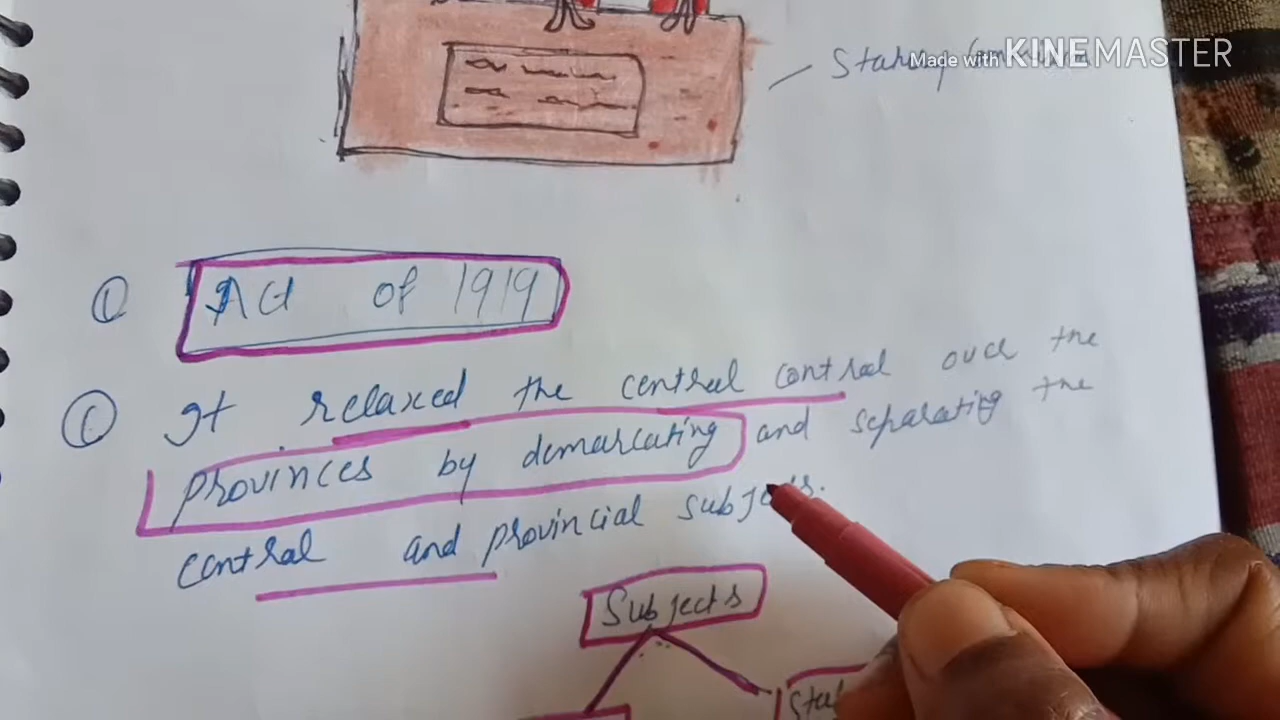 Made with KINEMASTER
① Act of 1919
① It relaxed the central control over the
provinces by demarcating and separating the
central and provincial subjects.
Subjects